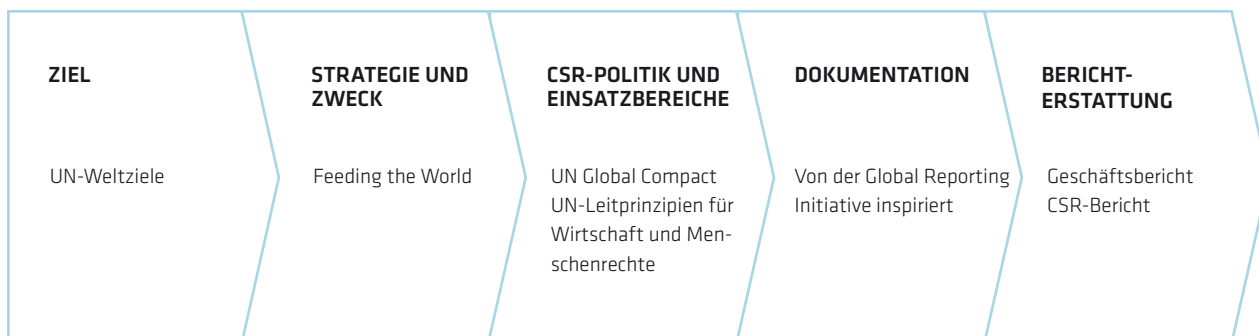 ZIEL
UN-Weltziele
STRATEGIE UND
ZWECK
Feeding the World
CSR-POLITIK UND
EINSATZBEREICHE
UN Global Compact
UN-Leitprinzipien für
Wirtschaft und Men-
schenrechte
DOKUMENTATION
Von der Global Reporting
Initiative inspiriert
BERICHT-
ERSTATTUNG
Geschäftsbericht
CSR-Bericht